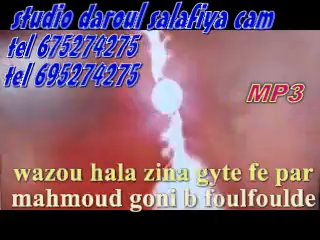 studio daroul salafiya cam
tel 675274275
tel 695274275
MP3
wazou hala zina gyte fe par
mahmoud goni b foulfoulde